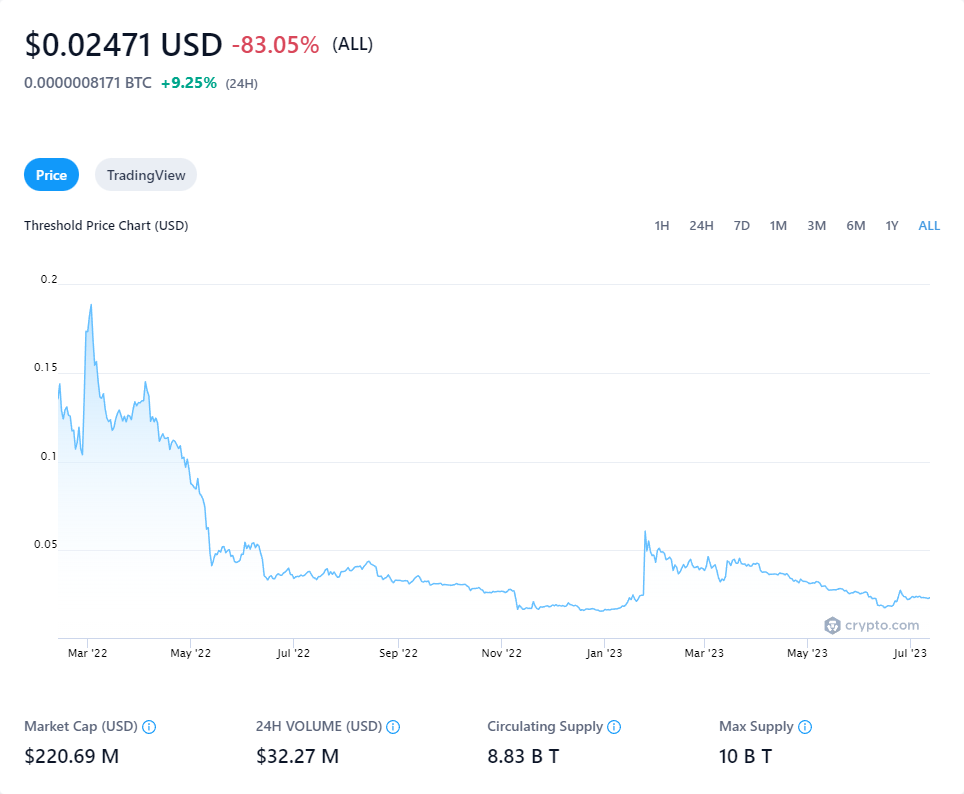 $0.02471 USD -83.05% (ALL)
0.0000008171 BTC +9.25% (24H)
Price TradingView
Threshold Price Chart (USD) 1H 24H 7D 1M 3M 6M 1Y ALL
0.2
0.15
0.1
0.05
crypto.com
Mar '22 May '22 Jul '22 Sep '22 Nov '22 Jan '23 Mar '23 May '23 Jul '23
Market Cap (USD) 24H VOLUME (USD) Circulating Supply Max Supply
$220.69 M $32.27 M 8.83 B T 10 B T